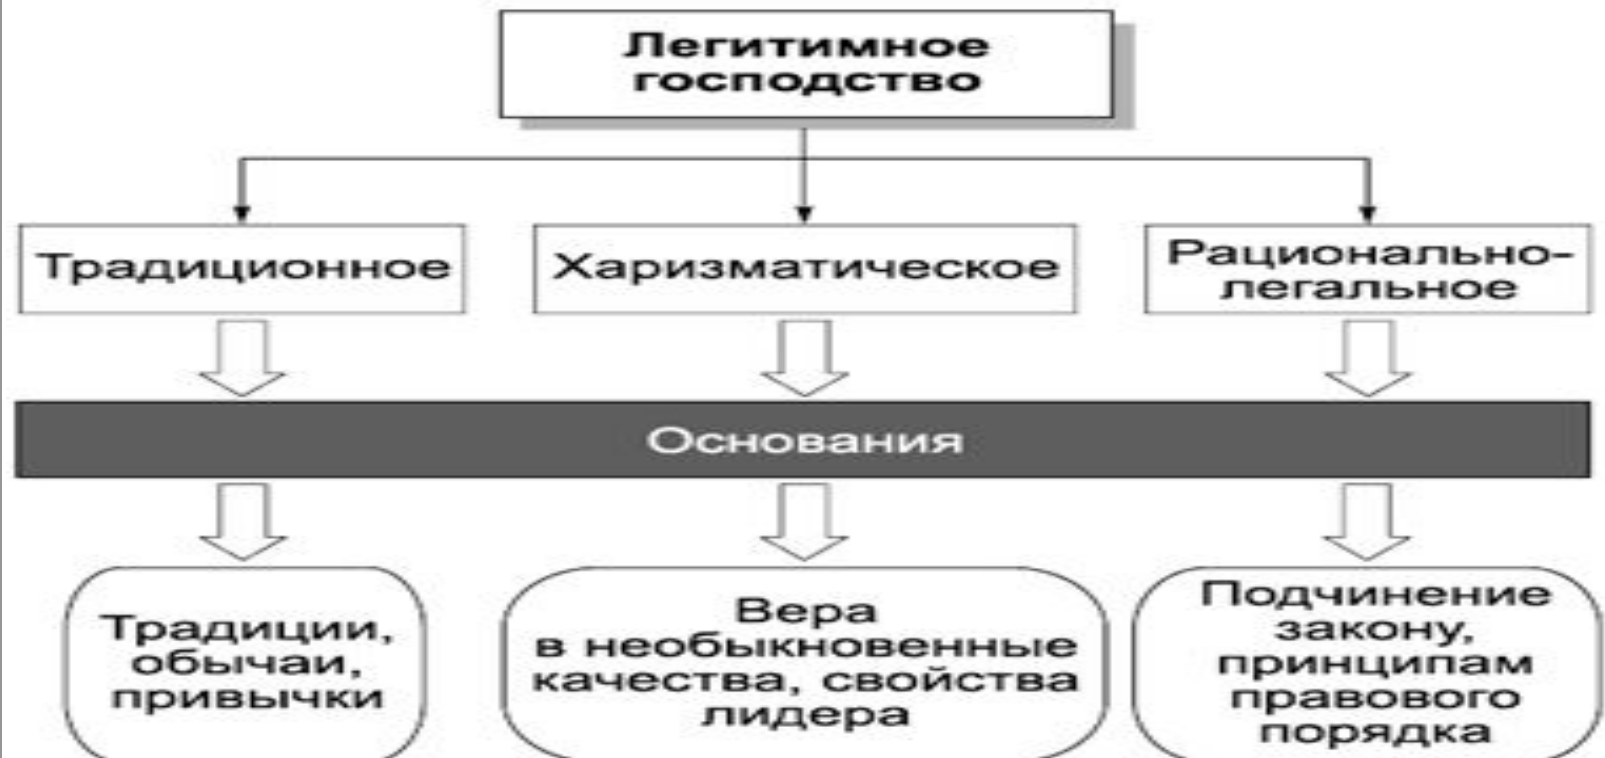 Легитимное
господство
Традиционное
Харизматическое
Рационально-
легальное
Основания
Традиции,
обычаи,
привычки
Вера
в необыкновенные
качества, свойства
лидера
Подчинение
закону,
принципам
правового
порядка